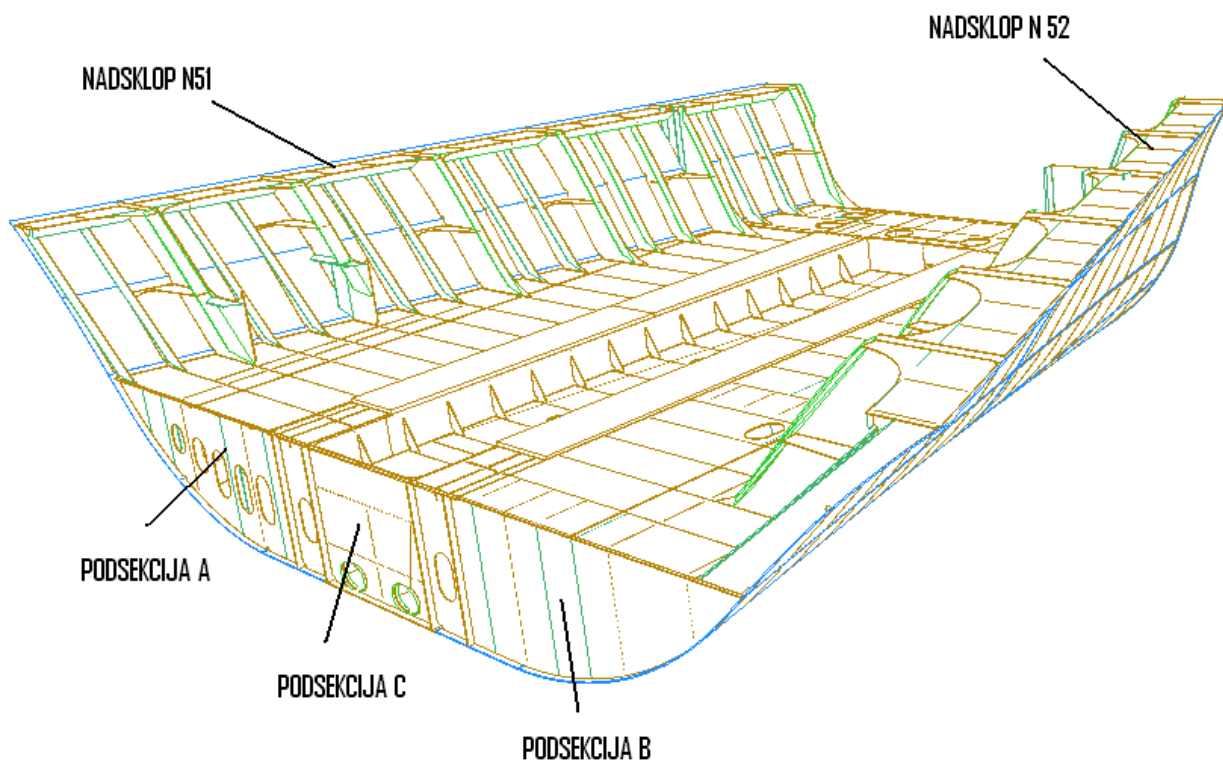 NADSKLOP N 52
NADSKLOP N51
PODSEKCIJA A
PODSEKCIJA C
PODSEKCIJA B